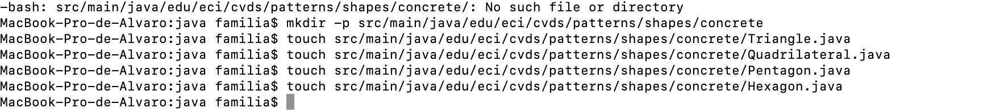 -bash: src/main/java/edu/eci/cvds/patterns/shapes/concrete/: No such file or directory
MacBook-Pro-de-Alvaro:java familia$ mkdir -p src/main/java/edu/eci/cvds/patterns/shapes/concrete
MacBook-Pro-de-Alvaro:java familia$ touch src/main/java/edu/eci/cvds/patterns/shapes/concrete/Triangle.java
MacBook-Pro-de-Alvaro:java familia$ touch src/main/java/edu/eci/cvds/patterns/shapes/concrete/Quadrilateral.java
MacBook-Pro-de-Alvaro:java familia$ touch src/main/java/edu/eci/cvds/patterns/shapes/concrete/Pentagon.java
MacBook-Pro-de-Alvaro:java familia$ touch src/main/java/edu/eci/cvds/patterns/shapes/concrete/Hexagon.java
MacBook-Pro-de-Alvaro:java familia$